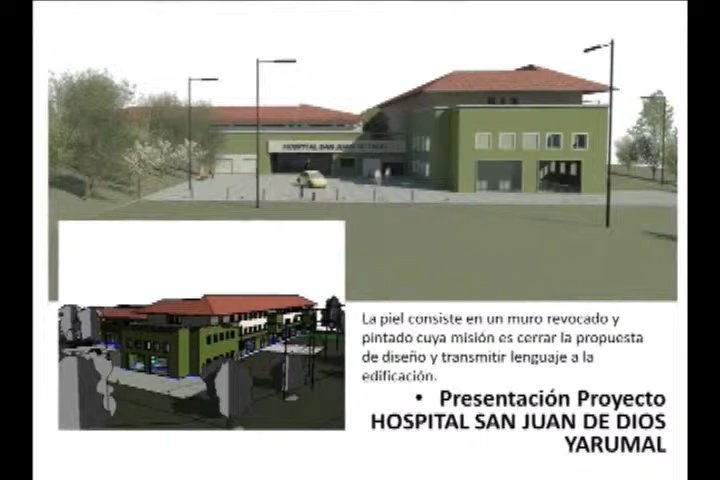 HOSPITAL SAN JUAN DE DIOS
La piel consiste en un muro revocado y
pintado cuya misión es cerrar la propuesta
de diseño y transmitir lenguaje a la
edificación.
• Presentación Proyecto
HOSPITAL SAN JUAN DE DIOS
YARUMAL